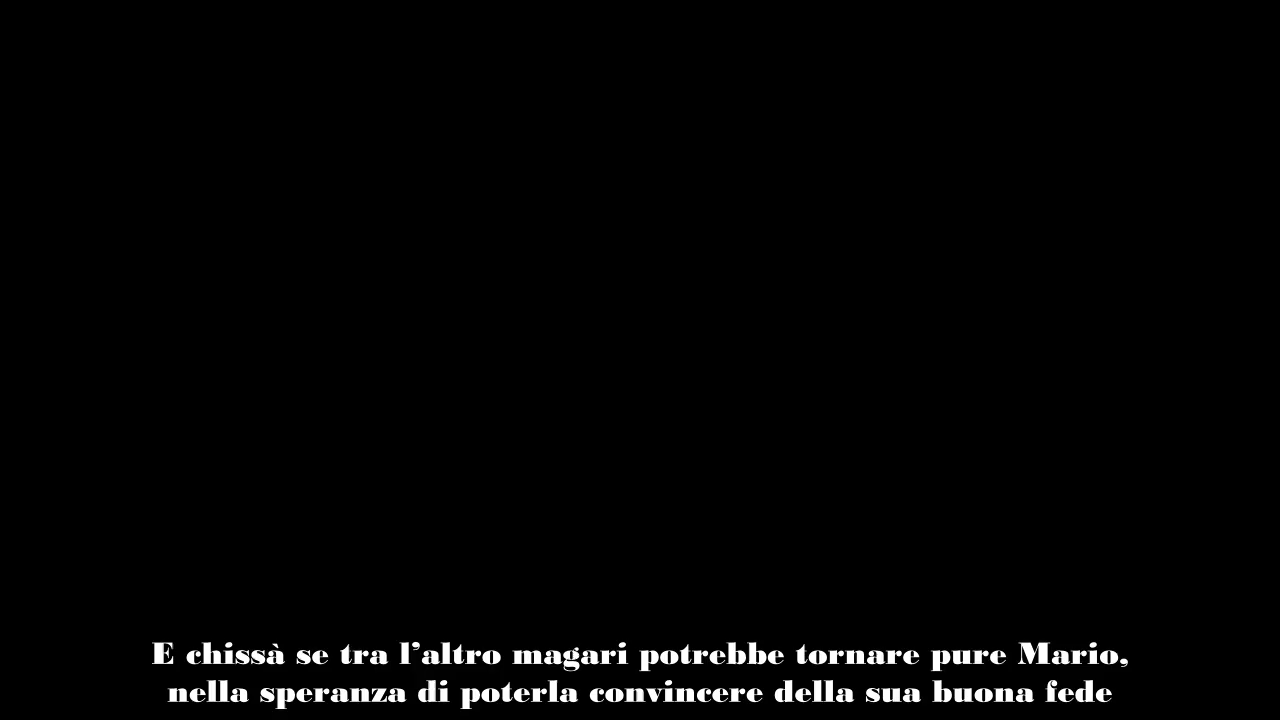 E chissà se tra l’altro magari potrebbe tornare pure Mario,
nella speranza di poterla convincere della sua buona fede